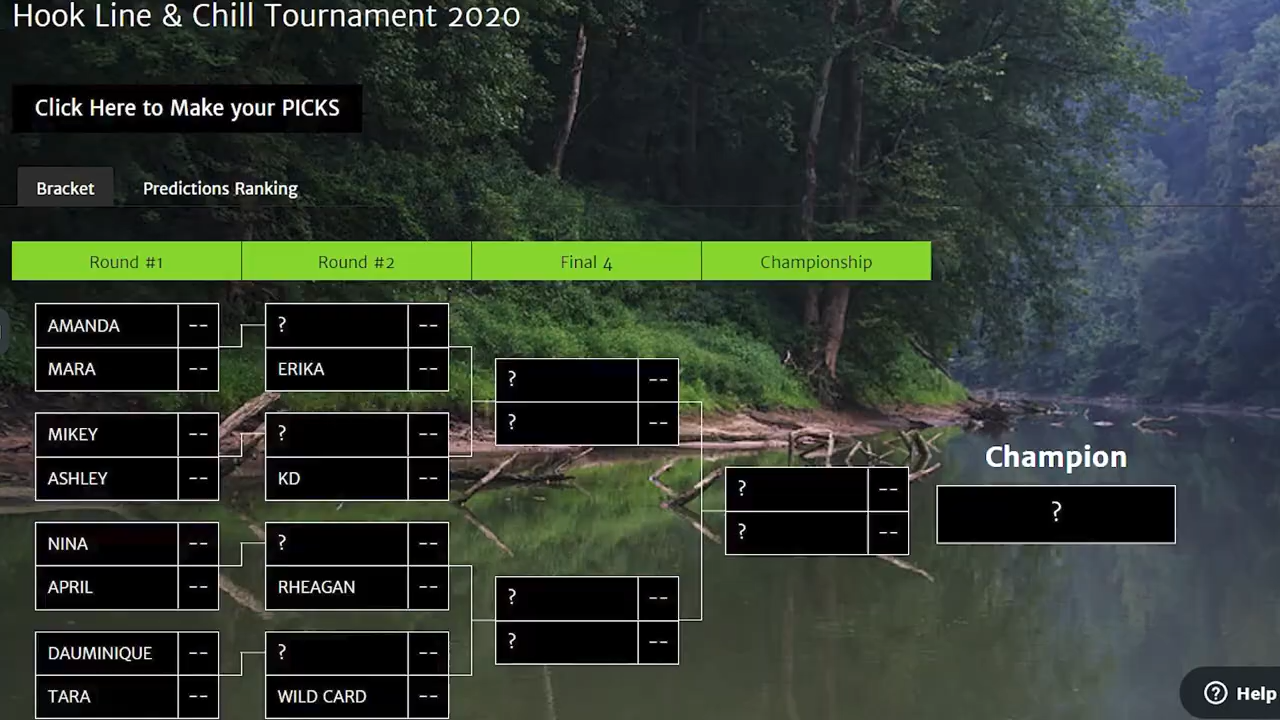 Hook Line & Chill Tournament 2020
Click Here to Make your PICKS
Bracket
Predictions Ranking
Round #1
Round #2
Final 4
Championship
AMANDA --
MARA --
MIKEY --
ASHLEY --
NINA --
APRIL --
DAUMINIQUE --
TARA --
? --
ERIKA --
? --
KD --
? --
RHEAGAN --
? --
WILD CARD --
? --
? --
? --
? --
? --
? --
Champion
?
? Help